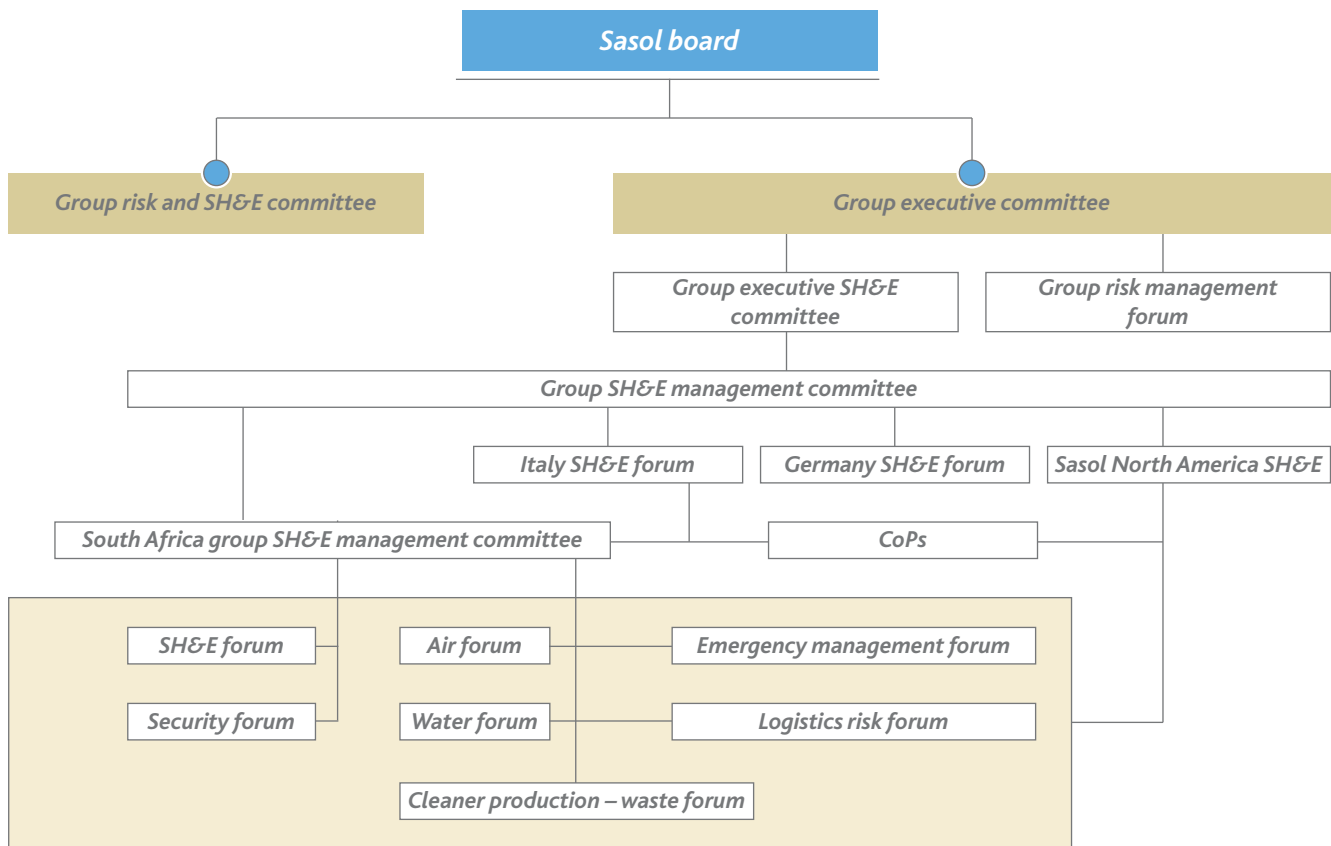 Sasol board
Group risk and SH&E committee
Group executive committee
Group executive SH&E
committee
Group risk management
forum
Group SH&E management committee
Italy SH&E forum
Germany SH&E forum
Sasol North America SH&E
South Africa group SH&E management committee
CoPs
SH&E forum
Air forum
Emergency management forum
Security forum
Water forum
Logistics risk forum
Cleaner production – waste forum